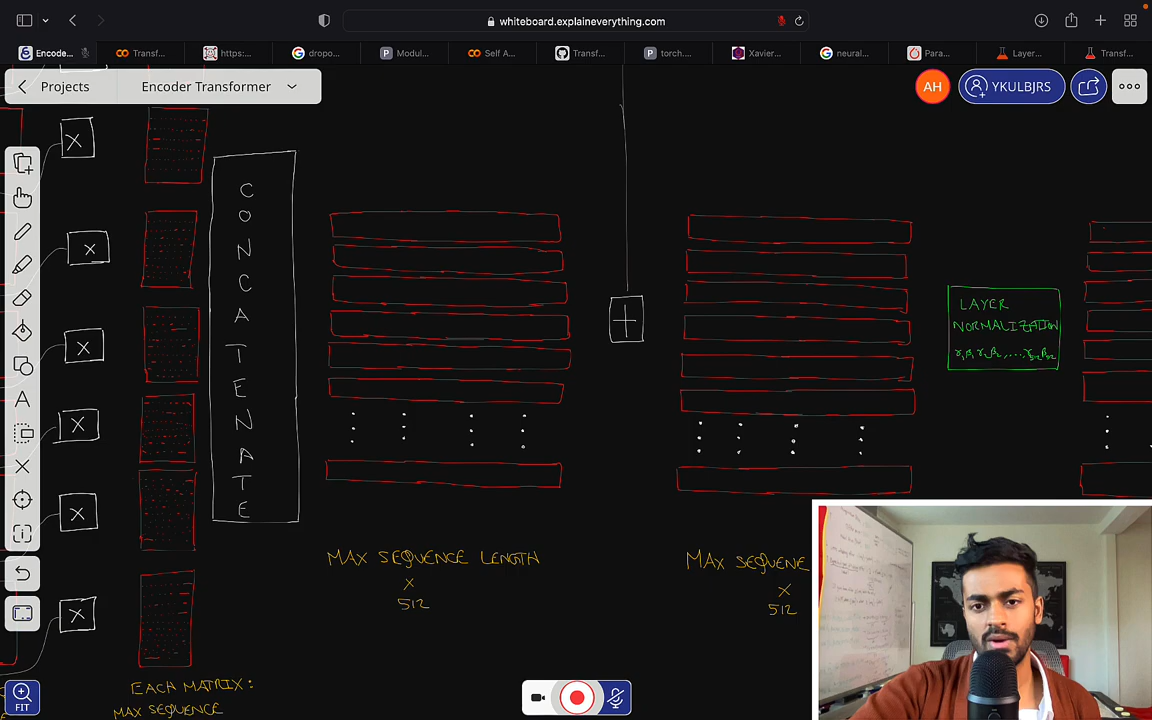 whiteboard.explaineverything.com
Encode...
Transf...
https:...
dropo...
Modul...
Self A...
Transf...
torch....
Xavier...
neural...
Para...
Layer...
Transf...
Projects
Encoder Transformer
AH
YKULBJRS
X
X
X
X
X
X
CONCATENATE
+
LAYER
NORMALIZATION
MAX SEQUENCE LENGTH
X
512
MAX SEQUENE
X
512
EACH MATRIX:
MAX SEQUENCE
FIT